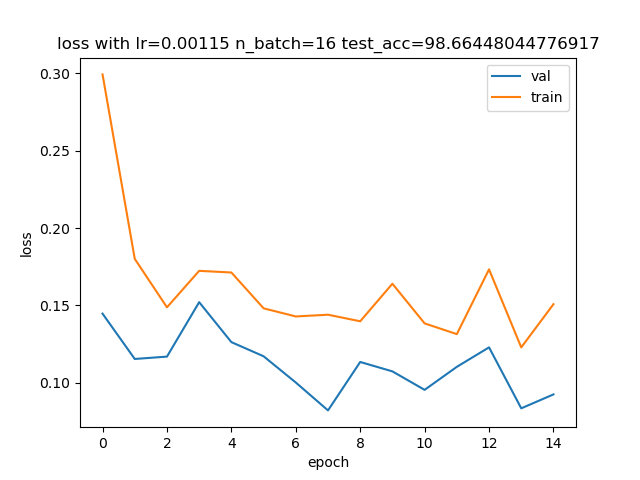 loss with lr=0.00115 n_batch=16 test_acc=98.66448044776917
val
train
0.30
0.25
0.20
0.15
0.10
loss
0 2 4 6 8 10 12 14
epoch